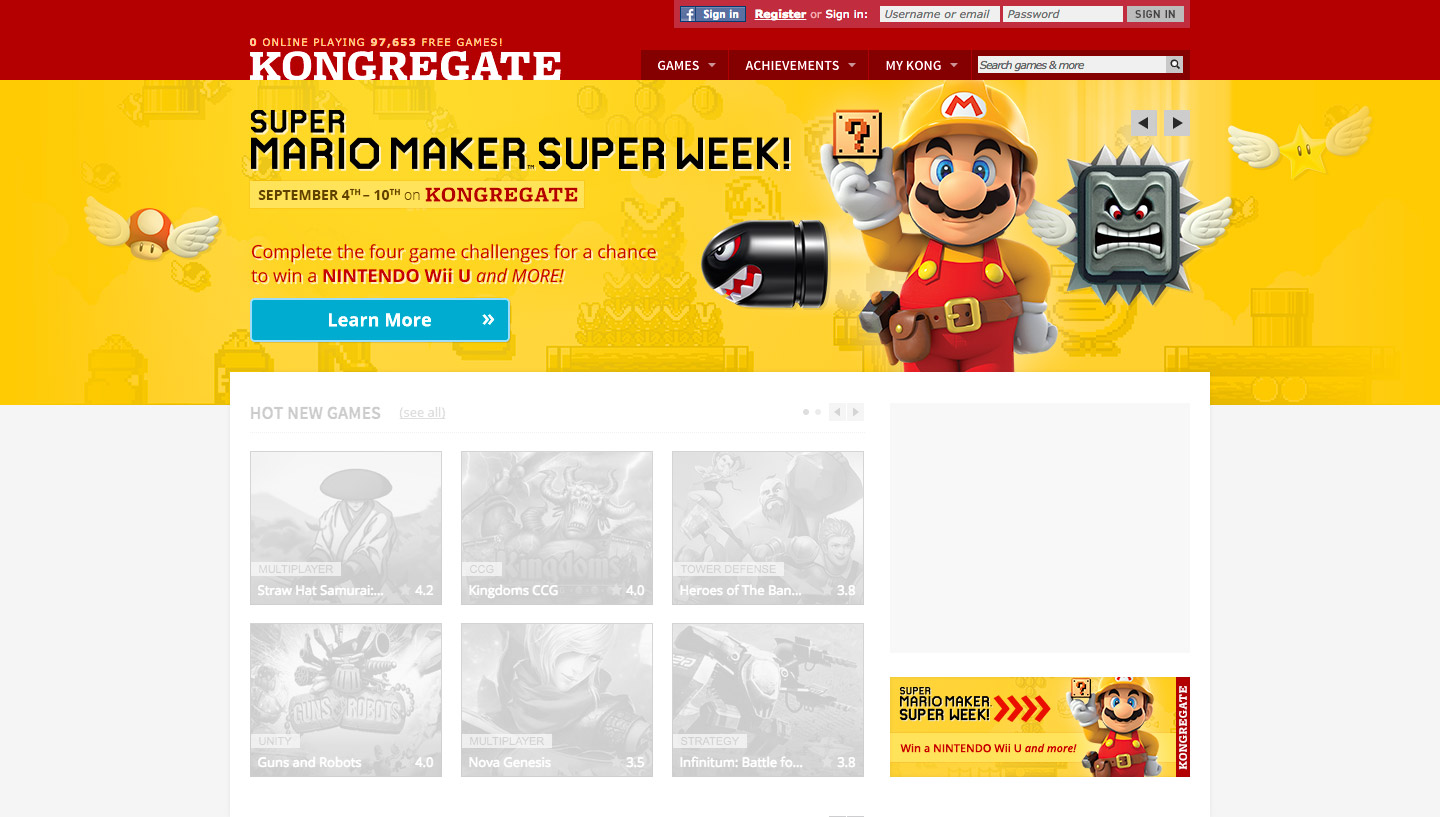 Sign in Register or Sign in: Username or email Password SIGN IN
0 ONLINE PLAYING 97,653 FREE GAMES!
KONGREGATE
GAMES ACHIEVEMENTS MY KONG Search games & more
SUPER
MARIO MAKER™ SUPER WEEK!
SEPTEMBER 4TH – 10TH on KONGREGATE
Complete the four game challenges for a chance
to win a NINTENDO Wii U and MORE!
Learn More »
HOT NEW GAMES (see all)
MULTIPLAYER
Straw Hat Samurai:... 4.2
Kingdoms
CCG
Kingdoms CCG 4.0
TOWER DEFENSE
Heroes of The Ban... 3.8
GUNS ROBOTS
UNITY
Guns and Robots 4.0
MULTIPLAYER
Nova Genesis 3.5
STRATEGY
Infinitum: Battle fo... 3.8
SUPER
MARIO MAKER
SUPER WEEK!
Win a NINTENDO Wii U and more!
KONGREGATE